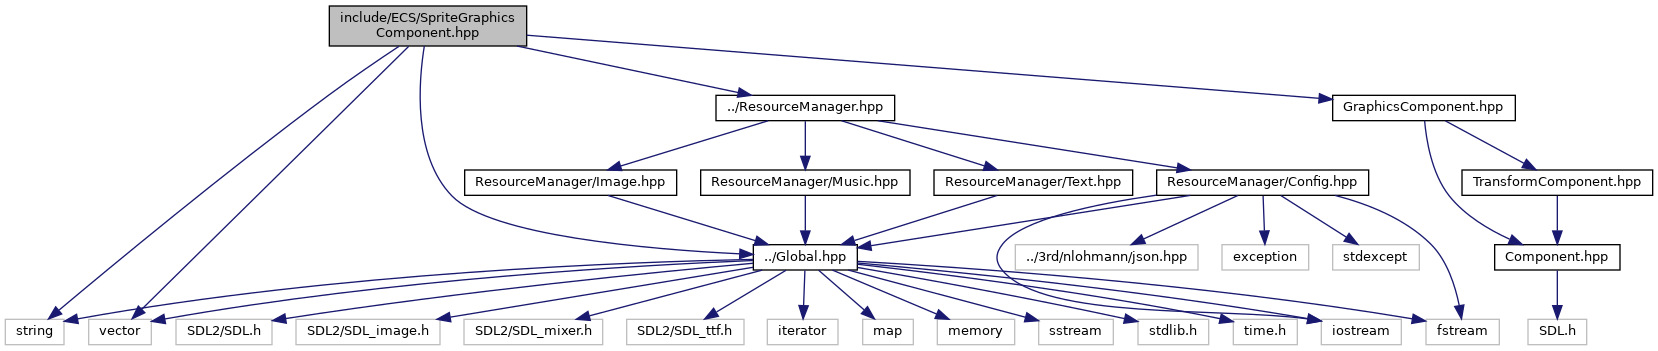 include/ECS/SpriteGraphics
Component.hpp
../ResourceManager.hpp
GraphicsComponent.hpp
ResourceManager/Image.hpp
ResourceManager/Music.hpp
ResourceManager/Text.hpp
ResourceManager/Config.hpp
TransformComponent.hpp
../Global.hpp
../3rd/nlohmann/json.hpp
exception
stdexcept
Component.hpp
string
vector
SDL2/SDL.h
SDL2/SDL_image.h
SDL2/SDL_mixer.h
SDL2/SDL_ttf.h
iterator
map
memory
sstream
stdlib.h
time.h
iostream
fstream
SDL.h